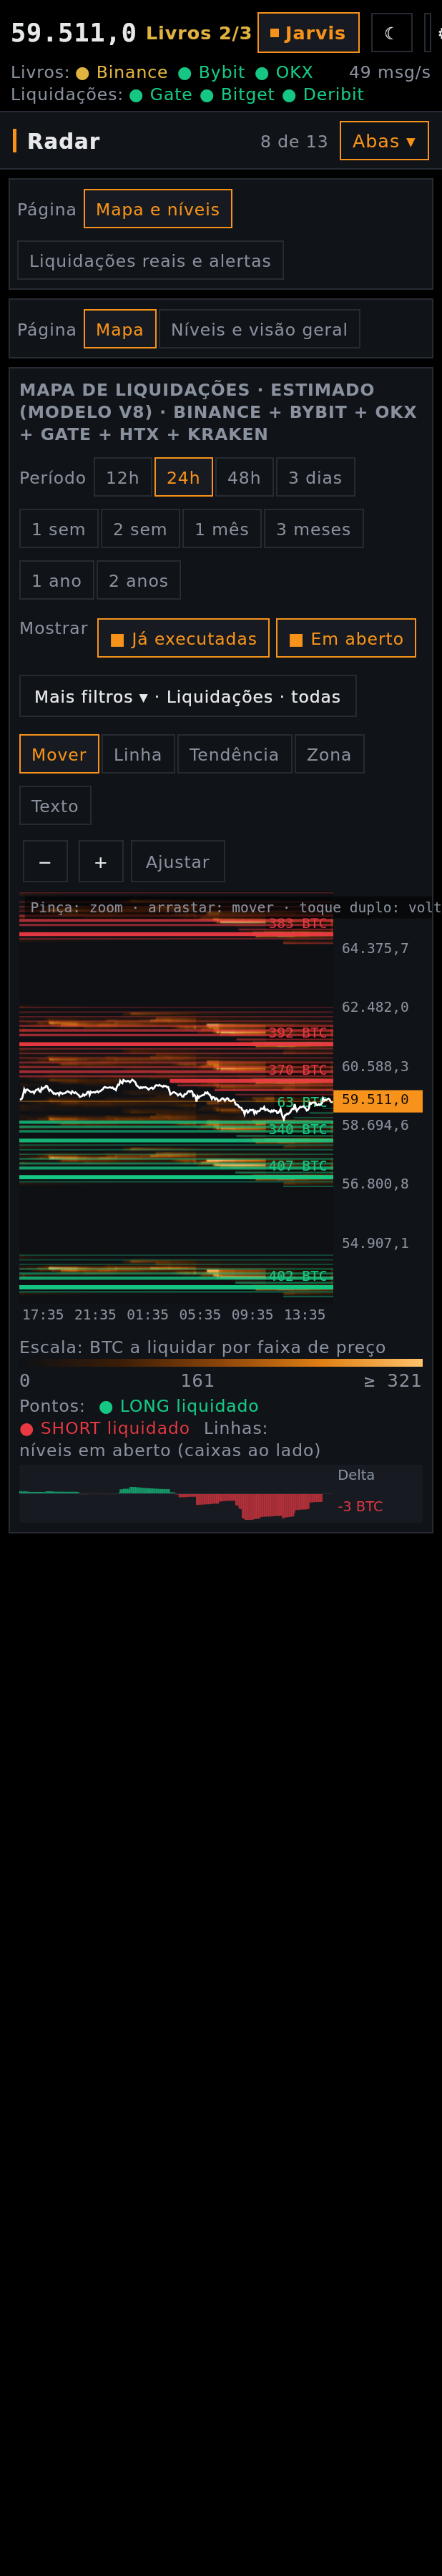 59.511,0 Livros 2/3 Jarvis
Livros: Binance Bybit OKX 49 msg/s
Liquidações: Gate Bitget Deribit
Radar 8 de 13 Abas ▾
Página Mapa e níveis
Liquidações reais e alertas
Página Mapa Níveis e visão geral
MAPA DE LIQUIDAÇÕES · ESTIMADO
(MODELO V8) · BINANCE + BYBIT + OKX
+ GATE + HTX + KRAKEN
Período 12h 24h 48h 3 dias
1 sem 2 sem 1 mês 3 meses
1 ano 2 anos
Mostrar Já executadas Em aberto
Mais filtros ▾ · Liquidações · todas
Mover Linha Tendência Zona
Texto
− + Ajustar
Pinça: zoom · arrastar: mover · toque duplo: volt
383 BTC
64.375,7
62.482,0
392 BTC
60.588,3
370 BTC
63 BTC 59.511,0
340 BTC 58.694,6
407 BTC
56.800,8
54.907,1
402 BTC
17:35 21:35 01:35 05:35 09:35 13:35
Escala: BTC a liquidar por faixa de preço
0 161 ≥ 321
Pontos: LONG liquidado
SHORT liquidado Linhas:
níveis em aberto (caixas ao lado)
Delta
-3 BTC